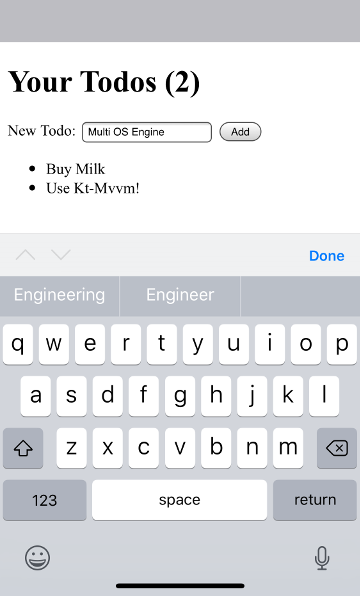 Your Todos (2)
New Todo: Multi OS Engine Add
Buy Milk
Use Kt-Mvvm!
Done
Engineering Engineer
q w e r t y u i o p
a s d f g h j k l
z x c v b n m
123 space return